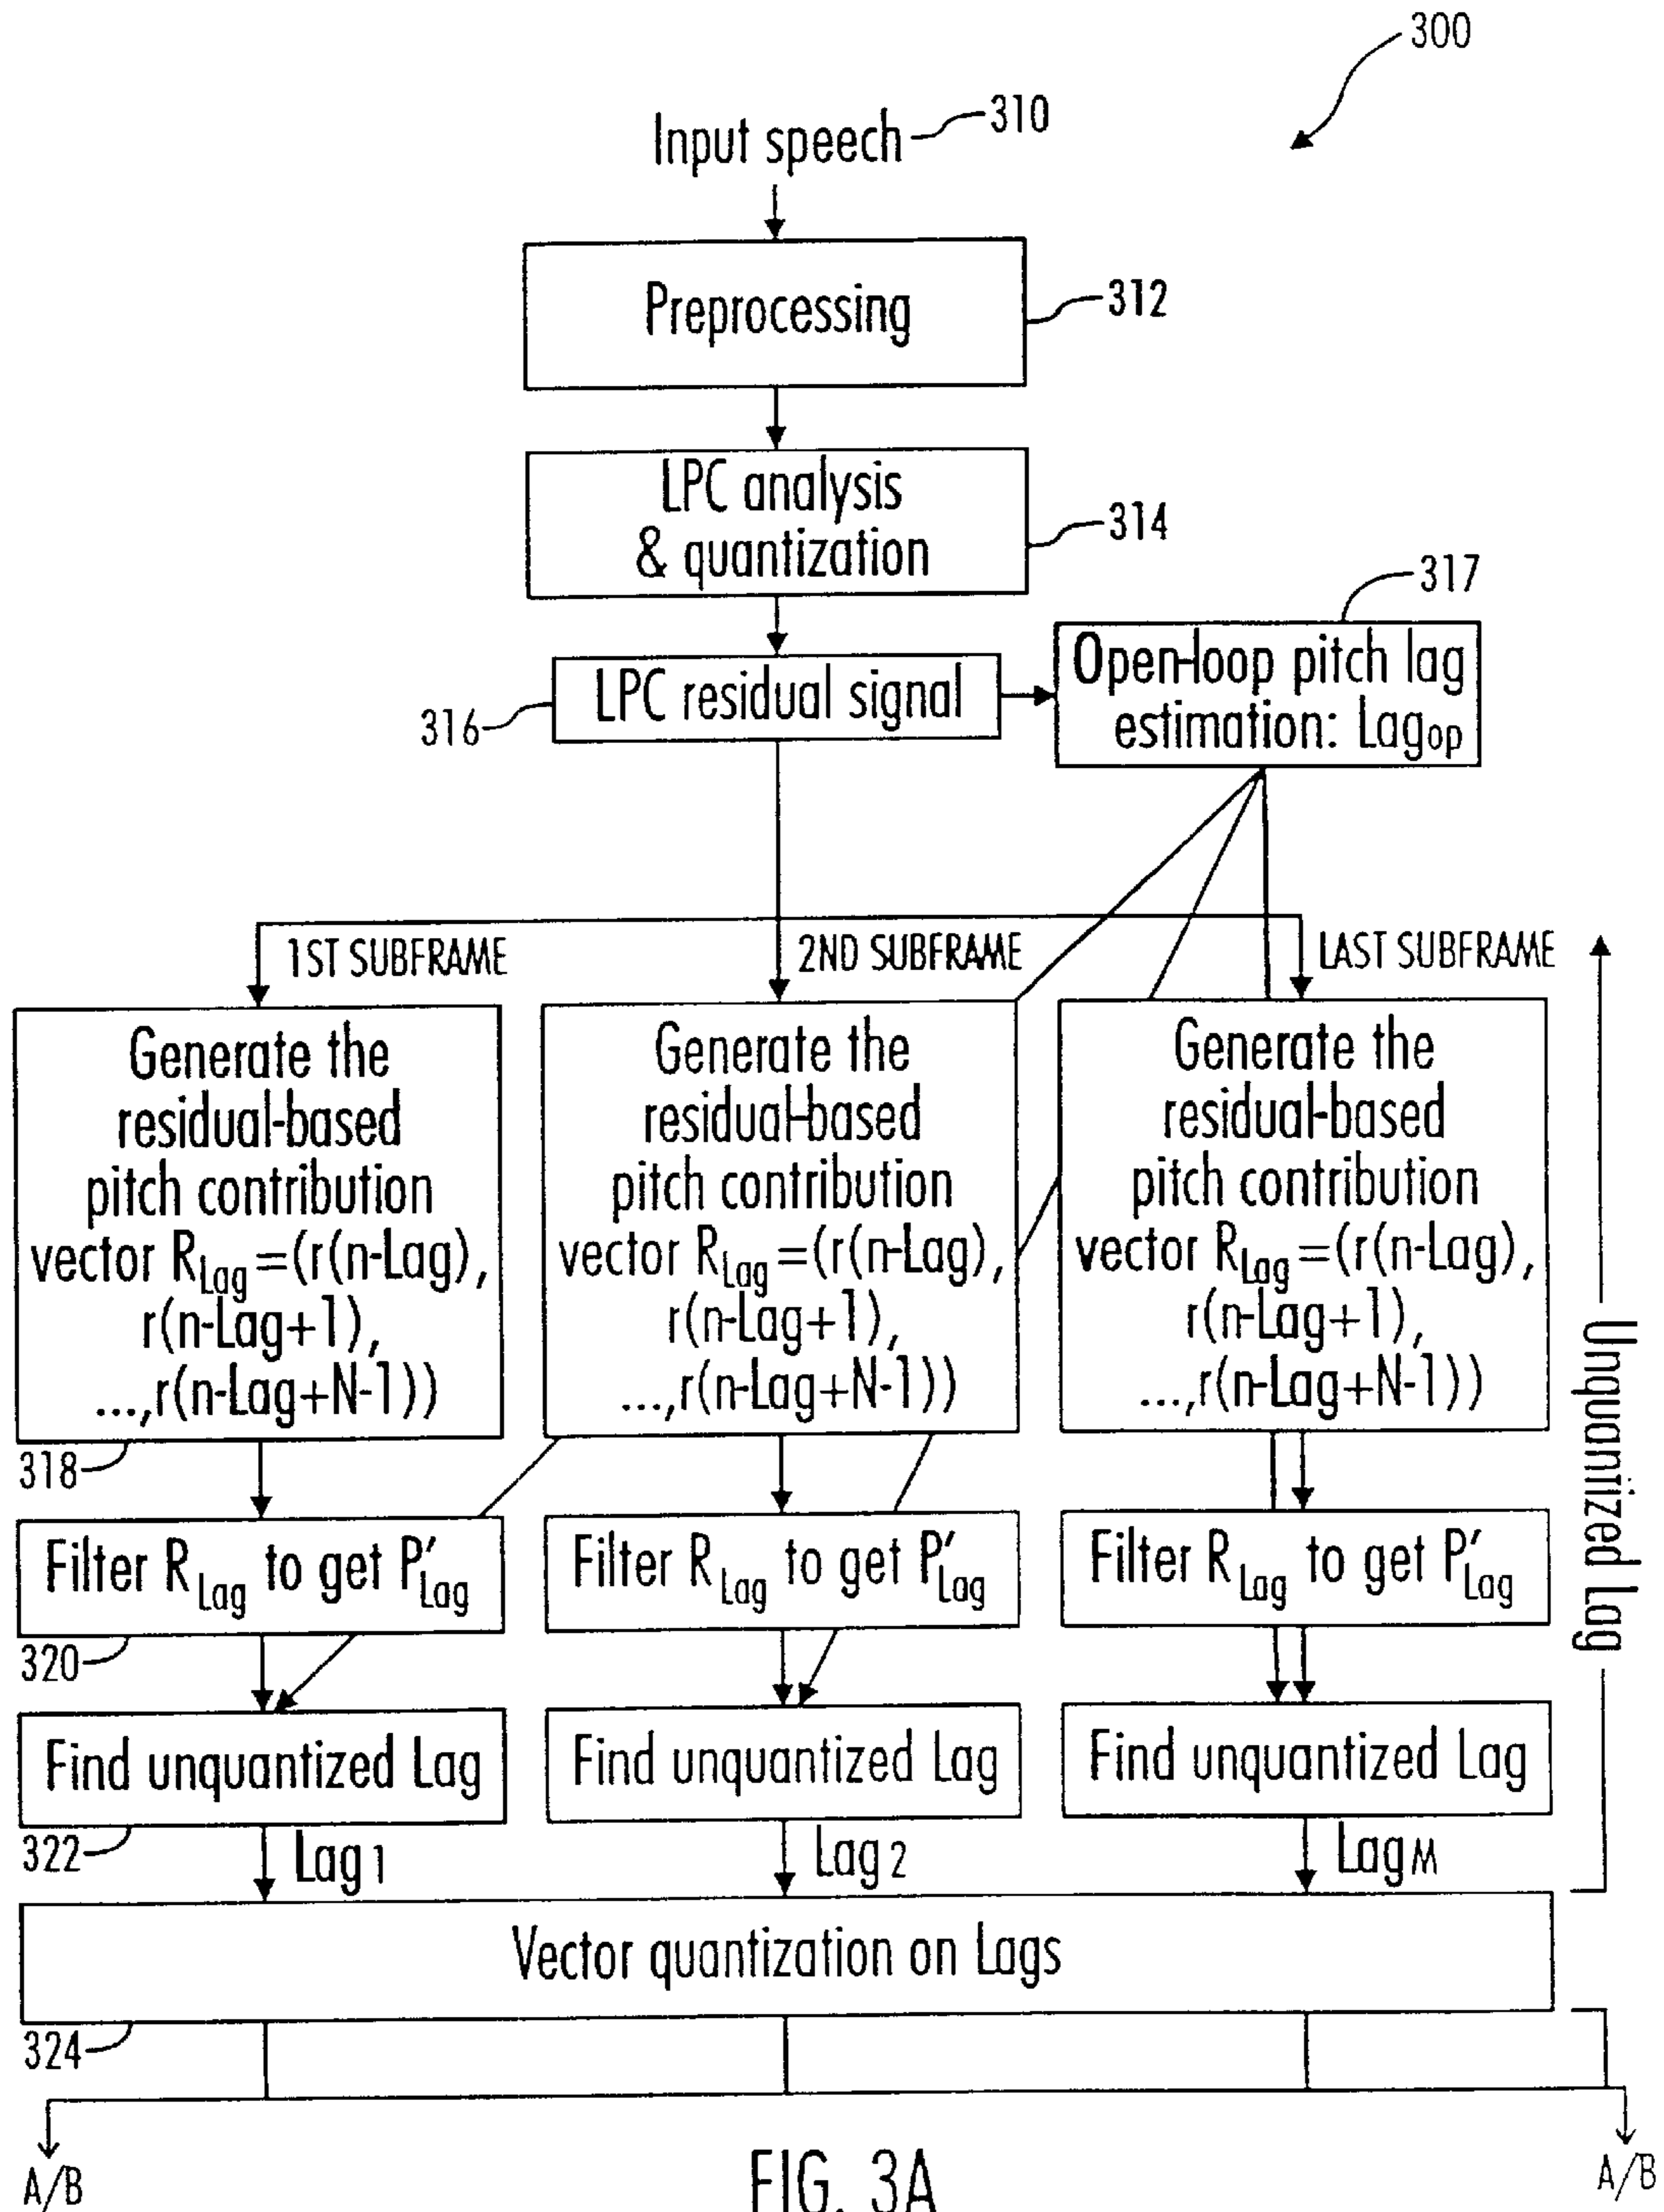 300
Input speech 310
Preprocessing 312
LPC analysis
& quantization 314
317
LPC residual signal
316
Open-loop pitch lag
estimation: Lagop
1ST SUBFRAME
2ND SUBFRAME
LAST SUBFRAME
Generate the
residual-based
pitch contribution
vector RLag=(r(n-Lag),
r(n-Lag+1),
...,r(n-Lag+N-1))
318
Generate the
residual-based
pitch contribution
vector RLag=(r(n-Lag),
r(n-Lag+1),
...,r(n-Lag+N-1))
Generate the
residual-based
pitch contribution
vector RLag=(r(n-Lag),
r(n-Lag+1),
...,r(n-Lag+N-1))
Unquantized Lag
Filter RLag to get P'Lag
320
Filter RLag to get P'Lag
Filter RLag to get P'Lag
Find unquantized Lag
322
Find unquantized Lag
Find unquantized Lag
Lag1
Lag2
LagM
Vector quantization on Lags
324
A/B
A/B
FIG. 3A